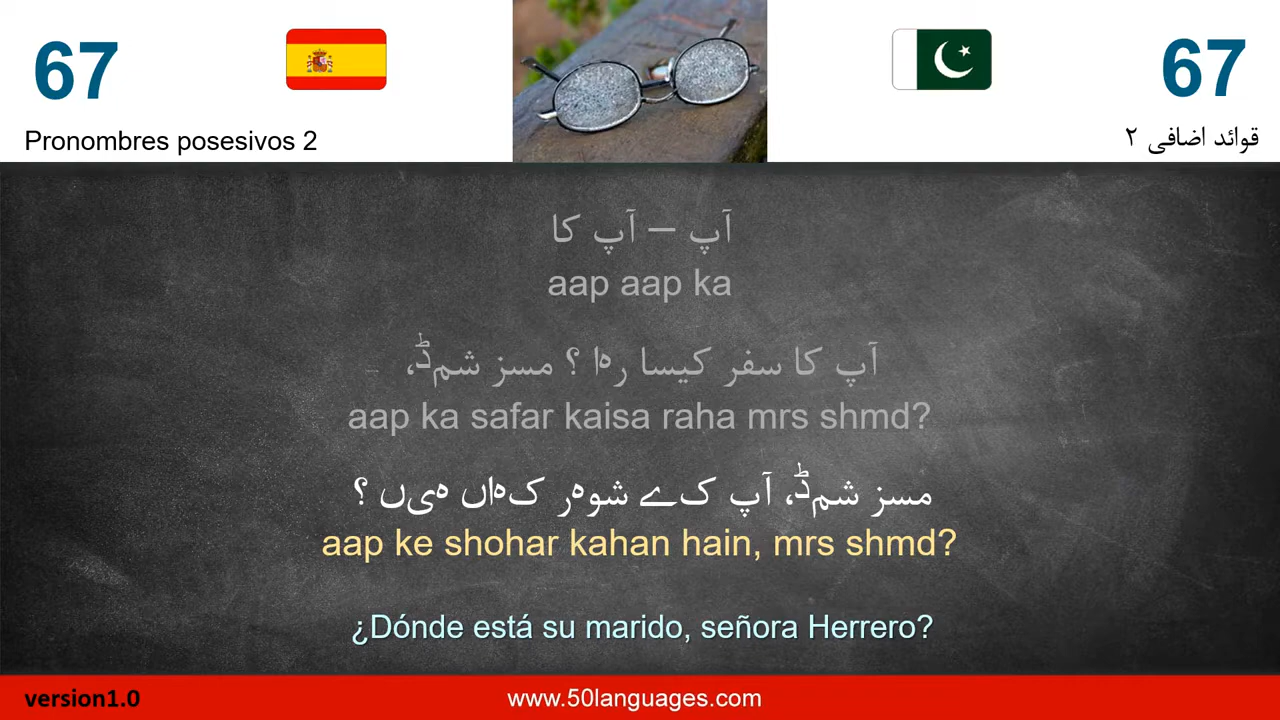 67
Pronombres posesivos 2
67
قوائد اضافی ۲
آپ – آپ کا
aap aap ka
آپ کا سفر کیسا رہا ؟ مسز شمڈ،
aap ka safar kaisa raha mrs shmd?
مسز شمڈ، آپ کے شوہر کہاں ہیں ؟
aap ke shohar kahan hain, mrs shmd?
¿Dónde está su marido, señora Herrero?
version1.0
www.50languages.com